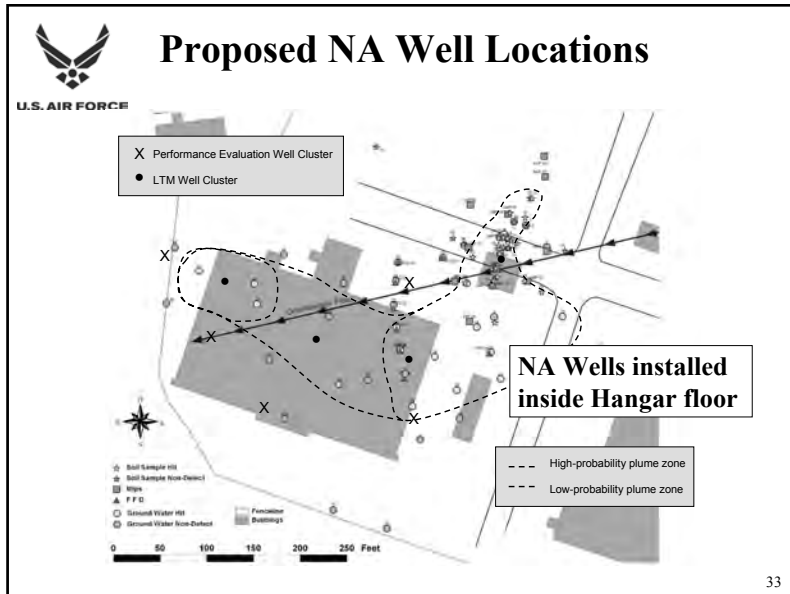 Proposed NA Well Locations
U.S. AIR FORCE
X Performance Evaluation Well Cluster
● LTM Well Cluster
X
X
X
X
X
NA Wells installed
inside Hangar floor
High-probability plume zone
Low-probability plume zone
Soil Sample Hit
Soil Sample Non-Detect
Mips
F F D
Ground Water Hit
Ground Water Non-Detect
Fenceline
Buildings
0 50 100 150 200 250 Feet
33